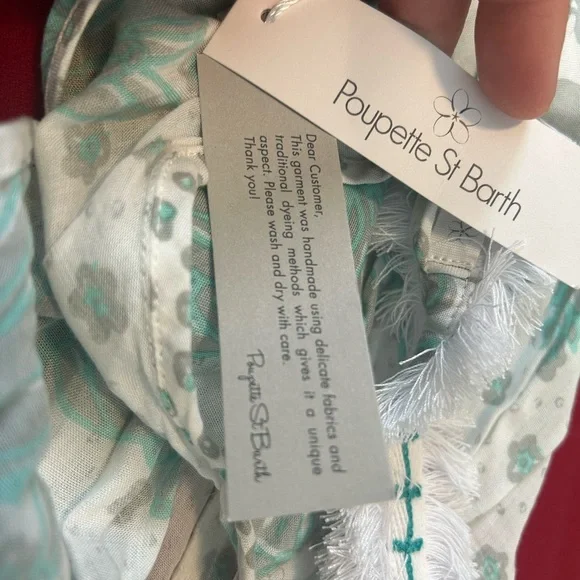 Poupette St Barth
Dear Customer,
This garment was handmade using delicate fabrics and
traditional dyeing methods which gives it a unique
aspect. Please wash and dry with care.
Thank you!
Poupette St Barth